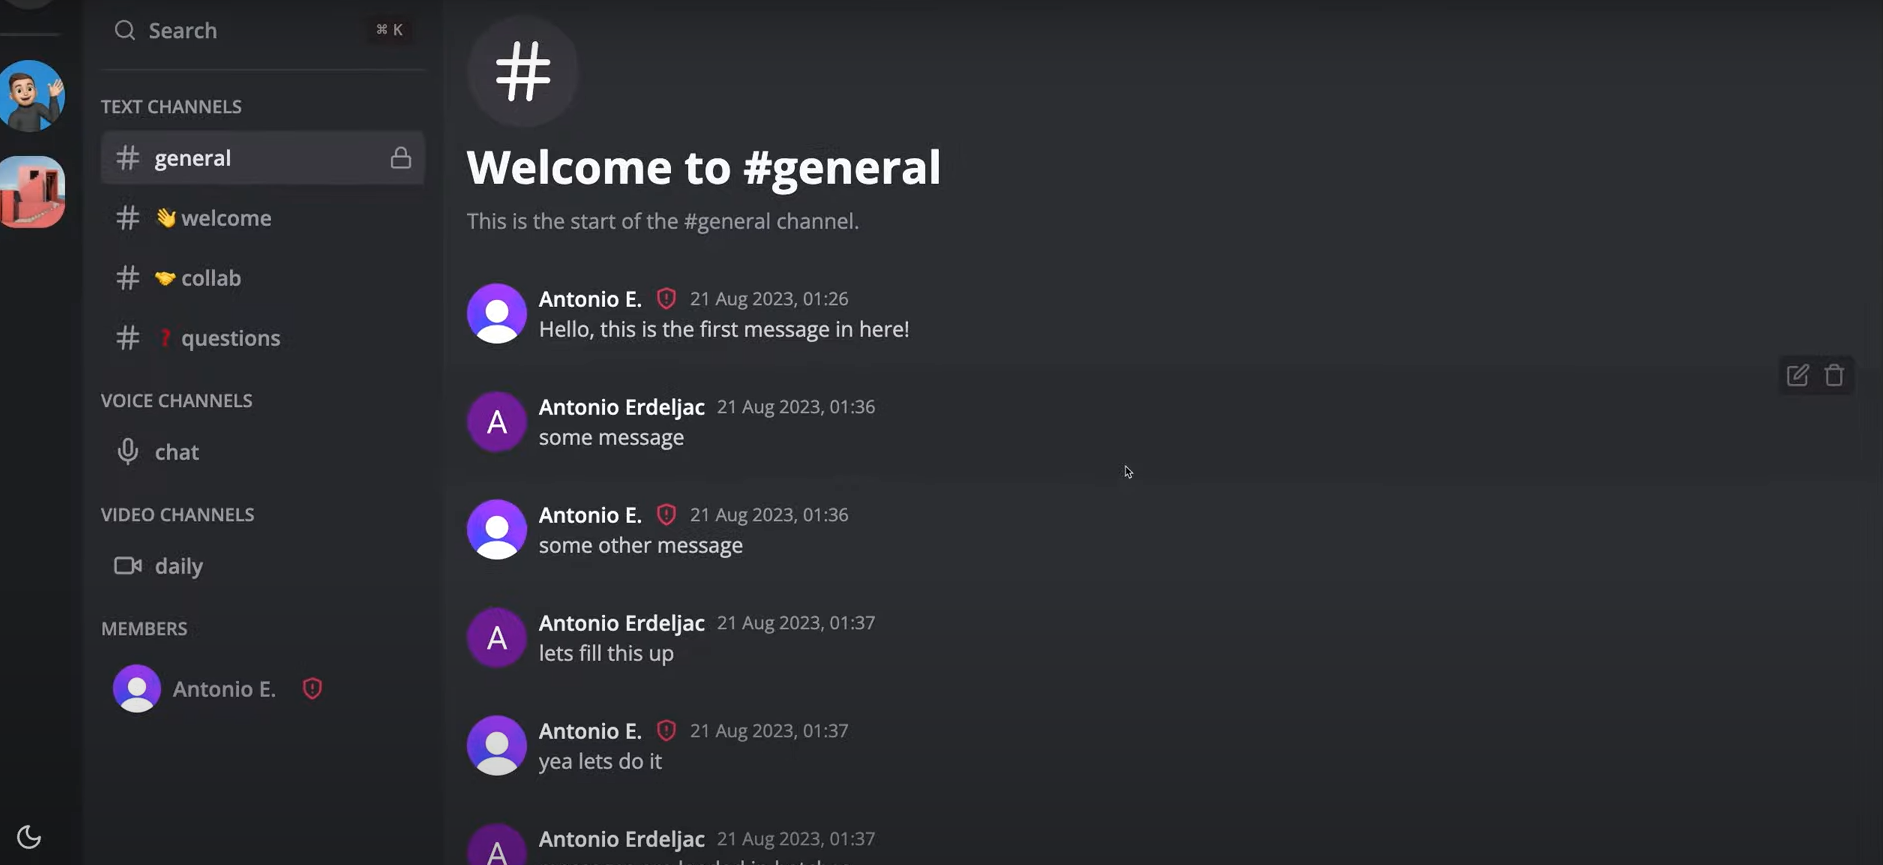 Search ⌘ K
TEXT CHANNELS
general
👋 welcome
🤝 collab
❓ questions
VOICE CHANNELS
chat
VIDEO CHANNELS
daily
MEMBERS
Antonio E.
#
Welcome to #general
This is the start of the #general channel.
Antonio E. 21 Aug 2023, 01:26
Hello, this is the first message in here!
Antonio Erdeljac 21 Aug 2023, 01:36
some message
Antonio E. 21 Aug 2023, 01:36
some other message
A
Antonio Erdeljac 21 Aug 2023, 01:37
lets fill this up
A
Antonio E. 21 Aug 2023, 01:37
yea lets do it
Antonio Erdeljac 21 Aug 2023, 01:37
A